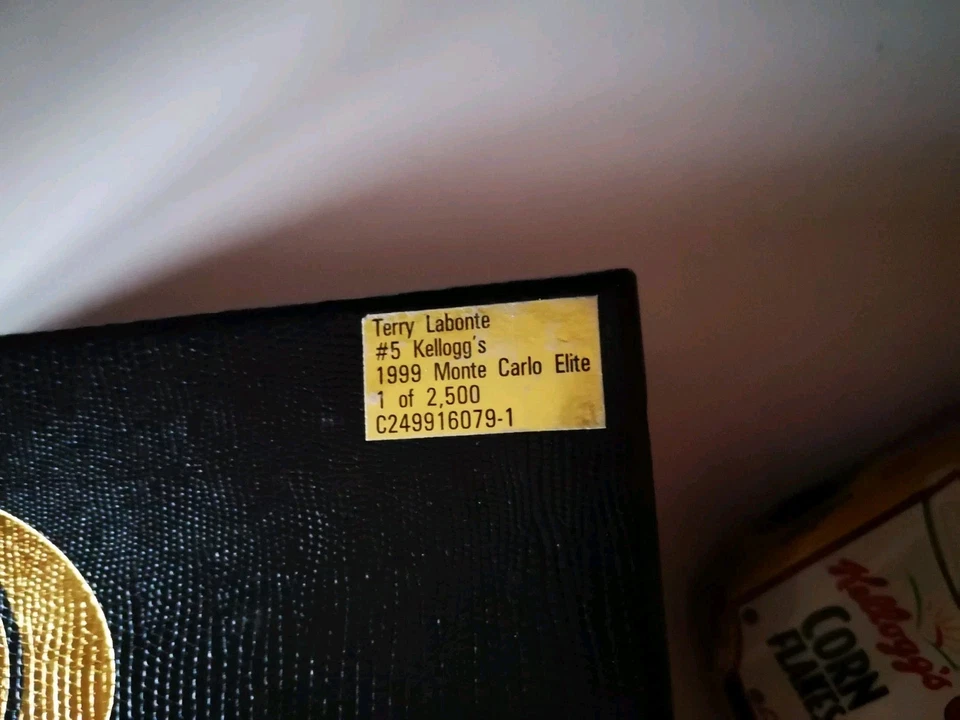 Terry Labonte
#5 Kellogg's
1999 Monte Carlo Elite
1 of 2,500
C249916079-1
Kellogg's
CORN
FLAKES